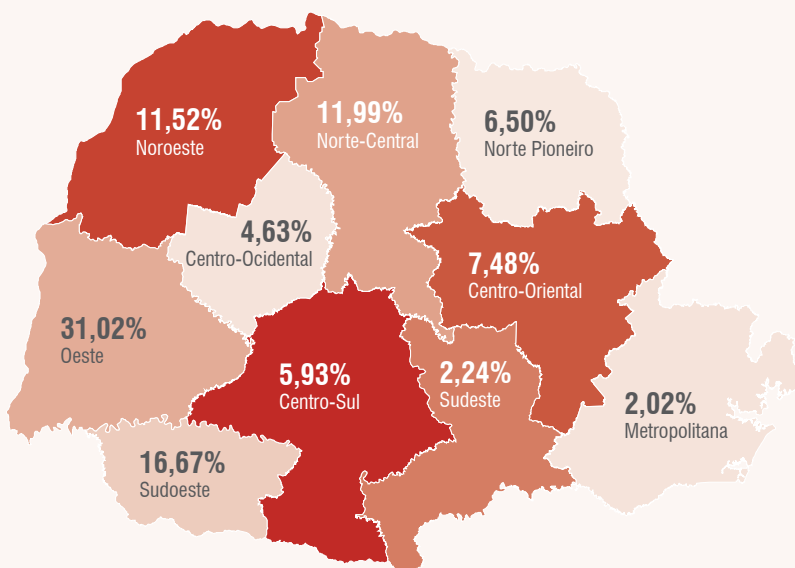 11,52%
Noroeste
11,99%
Norte-Central
6,50%
Norte Pioneiro
4,63%
Centro-Ocidental
7,48%
Centro-Oriental
31,02%
Oeste
5,93%
Centro-Sul
2,24%
Sudeste
2,02%
Metropolitana
16,67%
Sudoeste